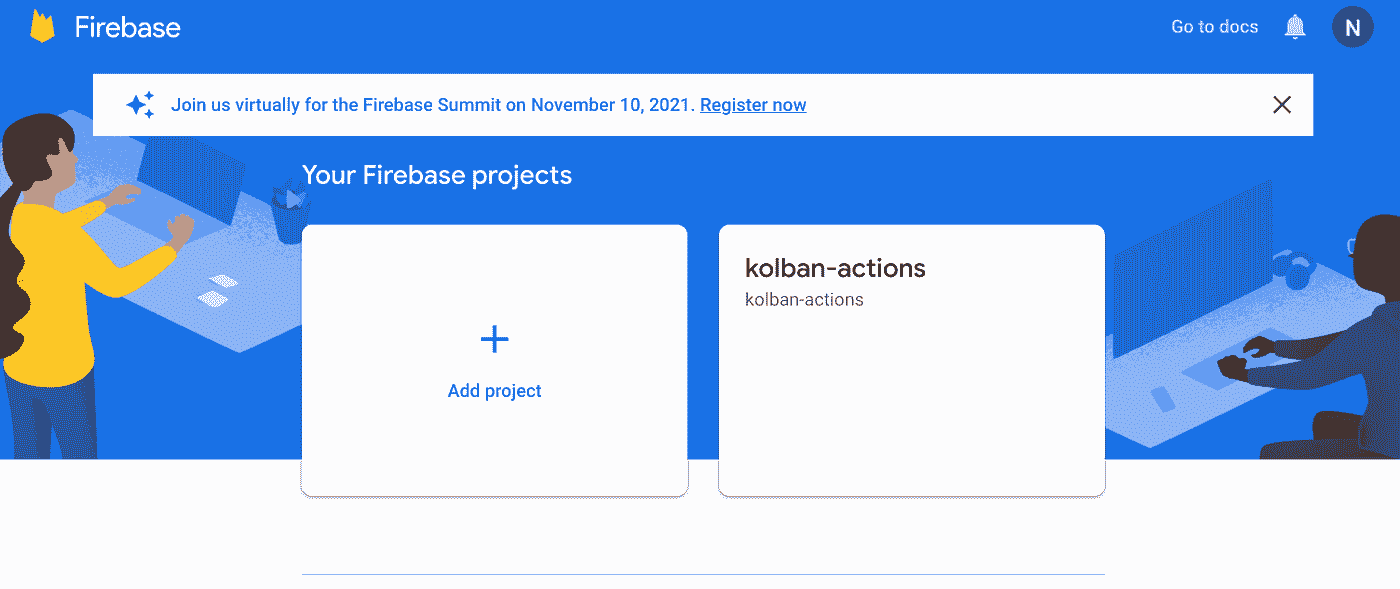 Firebase
Go to docs
N
Join us virtually for the Firebase Summit on November 10, 2021. Register now
Your Firebase projects
Add project
kolban-actions
kolban-actions